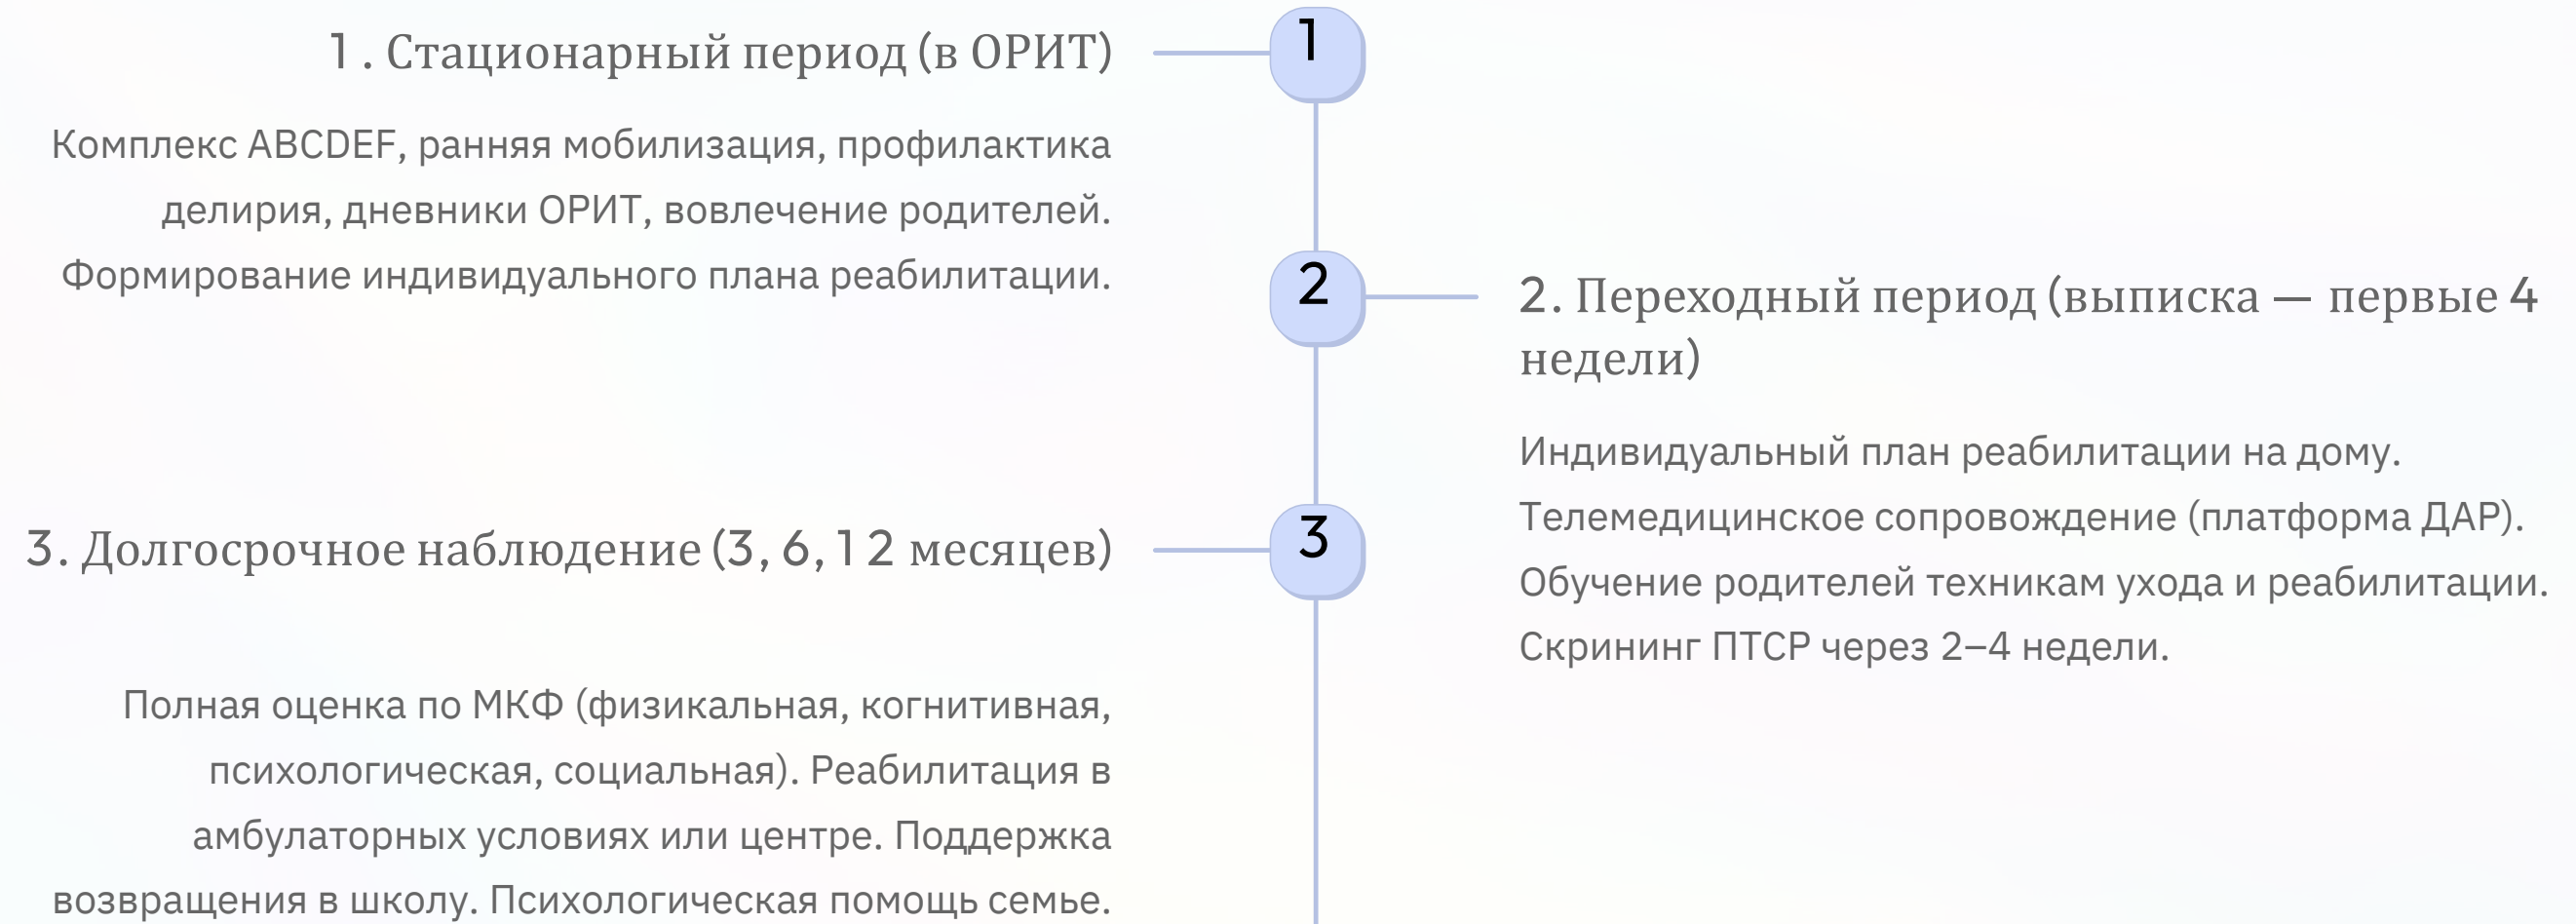 1
1. Стационарный период (в ОРИТ)
Комплекс ABCDEF, ранняя мобилизация, профилактика
делирия, дневники ОРИТ, вовлечение родителей.
Формирование индивидуального плана реабилитации.
2
2. Переходный период (выписка — первые 4
недели)
Индивидуальный план реабилитации на дому.
Телемедицинское сопровождение (платформа ДАР).
Обучение родителей техникам ухода и реабилитации.
Скрининг ПТСР через 2–4 недели.
3
3. Долгосрочное наблюдение (3, 6, 12 месяцев)
Полная оценка по МКФ (физикальная, когнитивная,
психологическая, социальная). Реабилитация в
амбулаторных условиях или центре. Поддержка
возвращения в школу. Психологическая помощь семье.